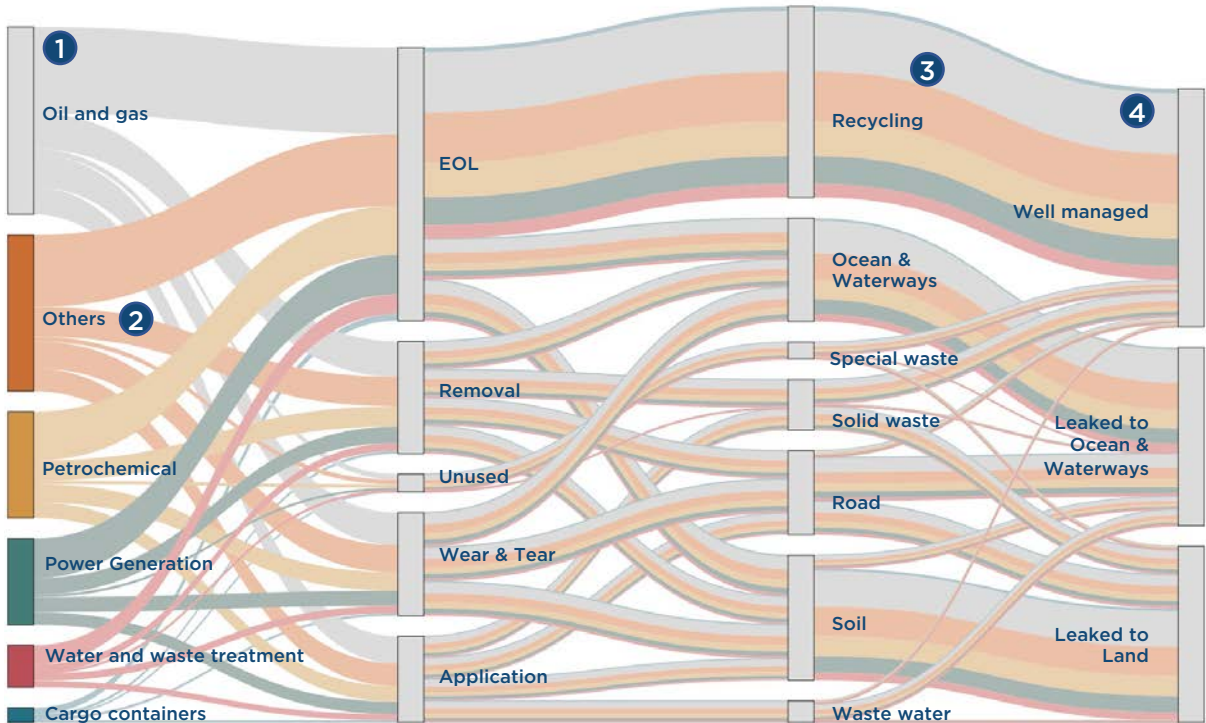 1
Oil and gas
Others
2
Petrochemical
Power Generation
Water and waste treatment
Cargo containers
EOL
Removal
Unused
Wear & Tear
Application
3
Recycling
Ocean &
Waterways
Special waste
Solid waste
Road
Soil
Waste water
4
Well managed
Leaked to
Ocean &
Waterways
Leaked to
Land